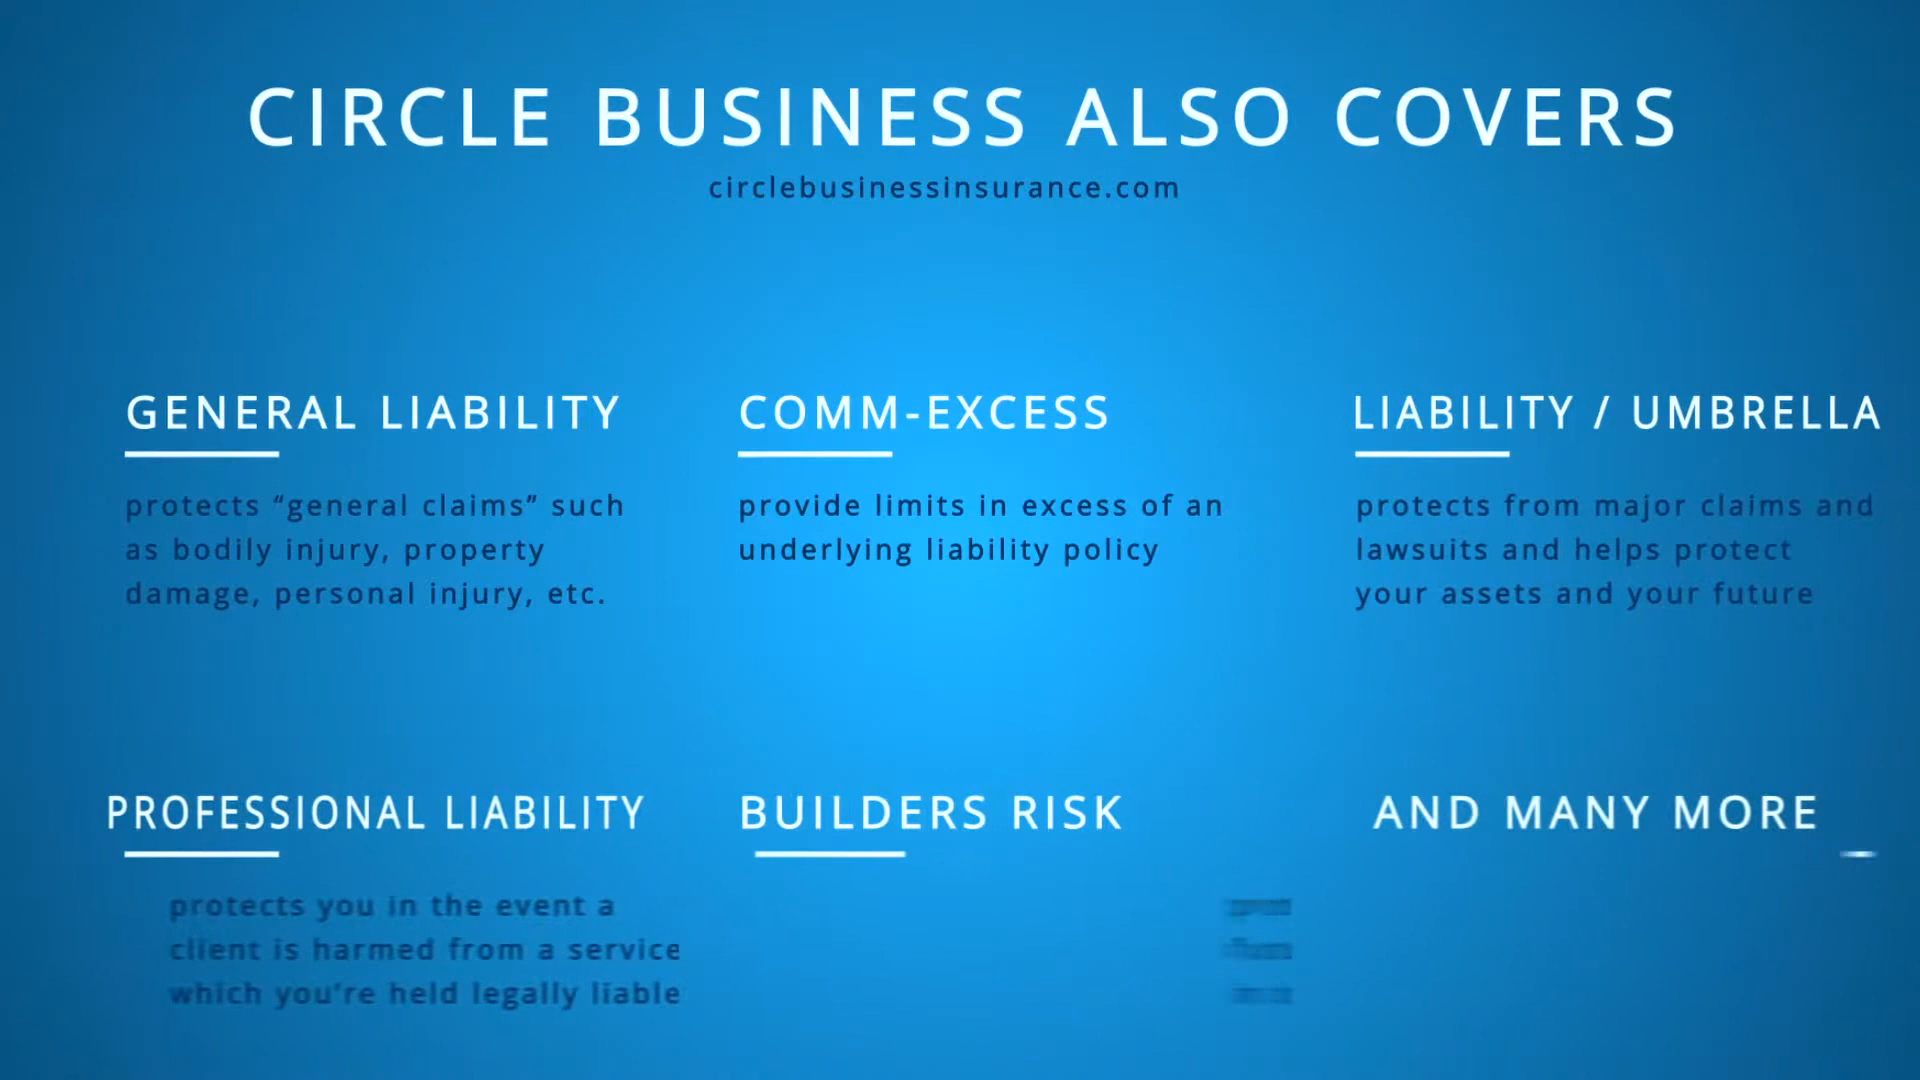 CIRCLE BUSINESS ALSO COVERS
circlebusinessinsurance.com
GENERAL LIABILITY
protects “general claims” such
as bodily injury, property
damage, personal injury, etc.
COMM-EXCESS
provide limits in excess of an
underlying liability policy
LIABILITY / UMBRELLA
protects from major claims and
lawsuits and helps protect
your assets and your future
PROFESSIONAL LIABILITY
protects you in the event a
client is harmed from a service
which you’re held legally liable
BUILDERS RISK
AND MANY MORE